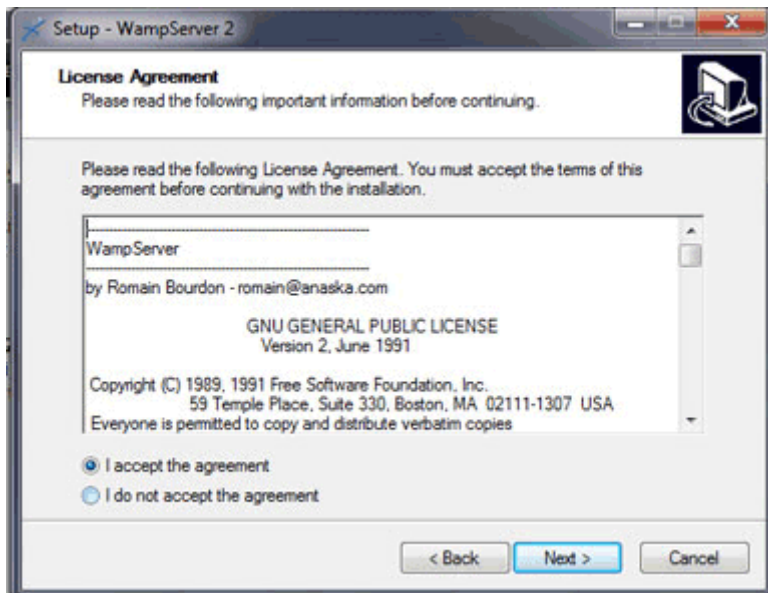 Setup - WampServer 2
License Agreement
Please read the following important information before continuing.
Please read the following License Agreement. You must accept the terms of this
agreement before continuing with the installation.
WampServer
by Romain Bourdon - romain@anaska.com
GNU GENERAL PUBLIC LICENSE
Version 2, June 1991
Copyright (C) 1989, 1991 Free Software Foundation, Inc.
59 Temple Place, Suite 330, Boston, MA 02111-1307 USA
Everyone is permitted to copy and distribute verbatim copies
I accept the agreement
I do not accept the agreement
< Back Next > Cancel